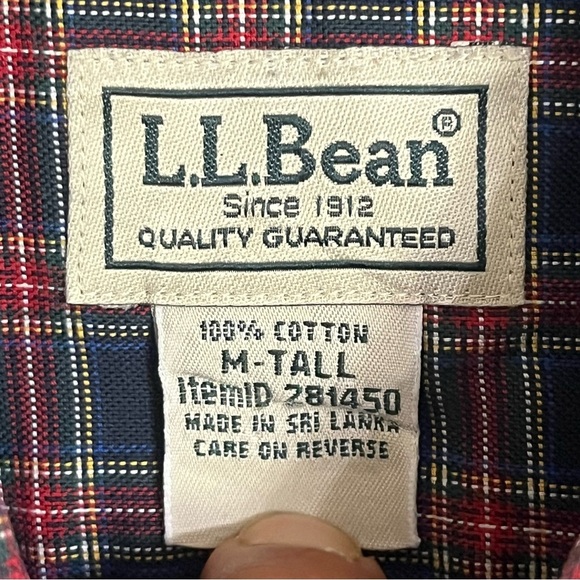 L.L.Bean®
Since 1912
QUALITY GUARANTEED
100% COTTON
M-TALL
ItemID 281450
MADE IN SRI LANKA
CARE ON REVERSE